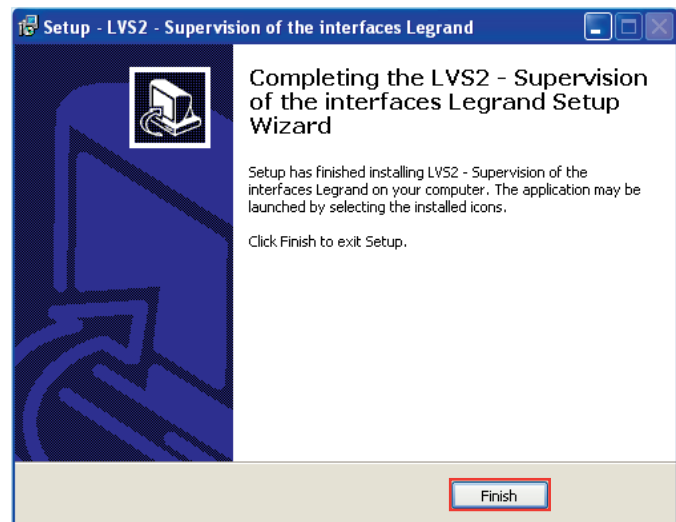 Setup - LVS2 - Supervision of the interfaces Legrand
Completing the LVS2 - Supervision
of the interfaces Legrand Setup
Wizard
Setup has finished installing LVS2 - Supervision of the
interfaces Legrand on your computer. The application may be
launched by selecting the installed icons.
Click Finish to exit Setup.
Finish